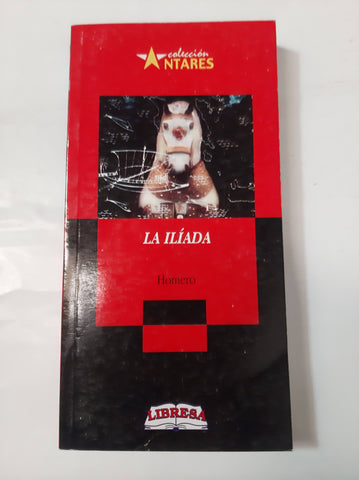 colección
ANTARES
LA ILÍADA
Homero
LIBRESA